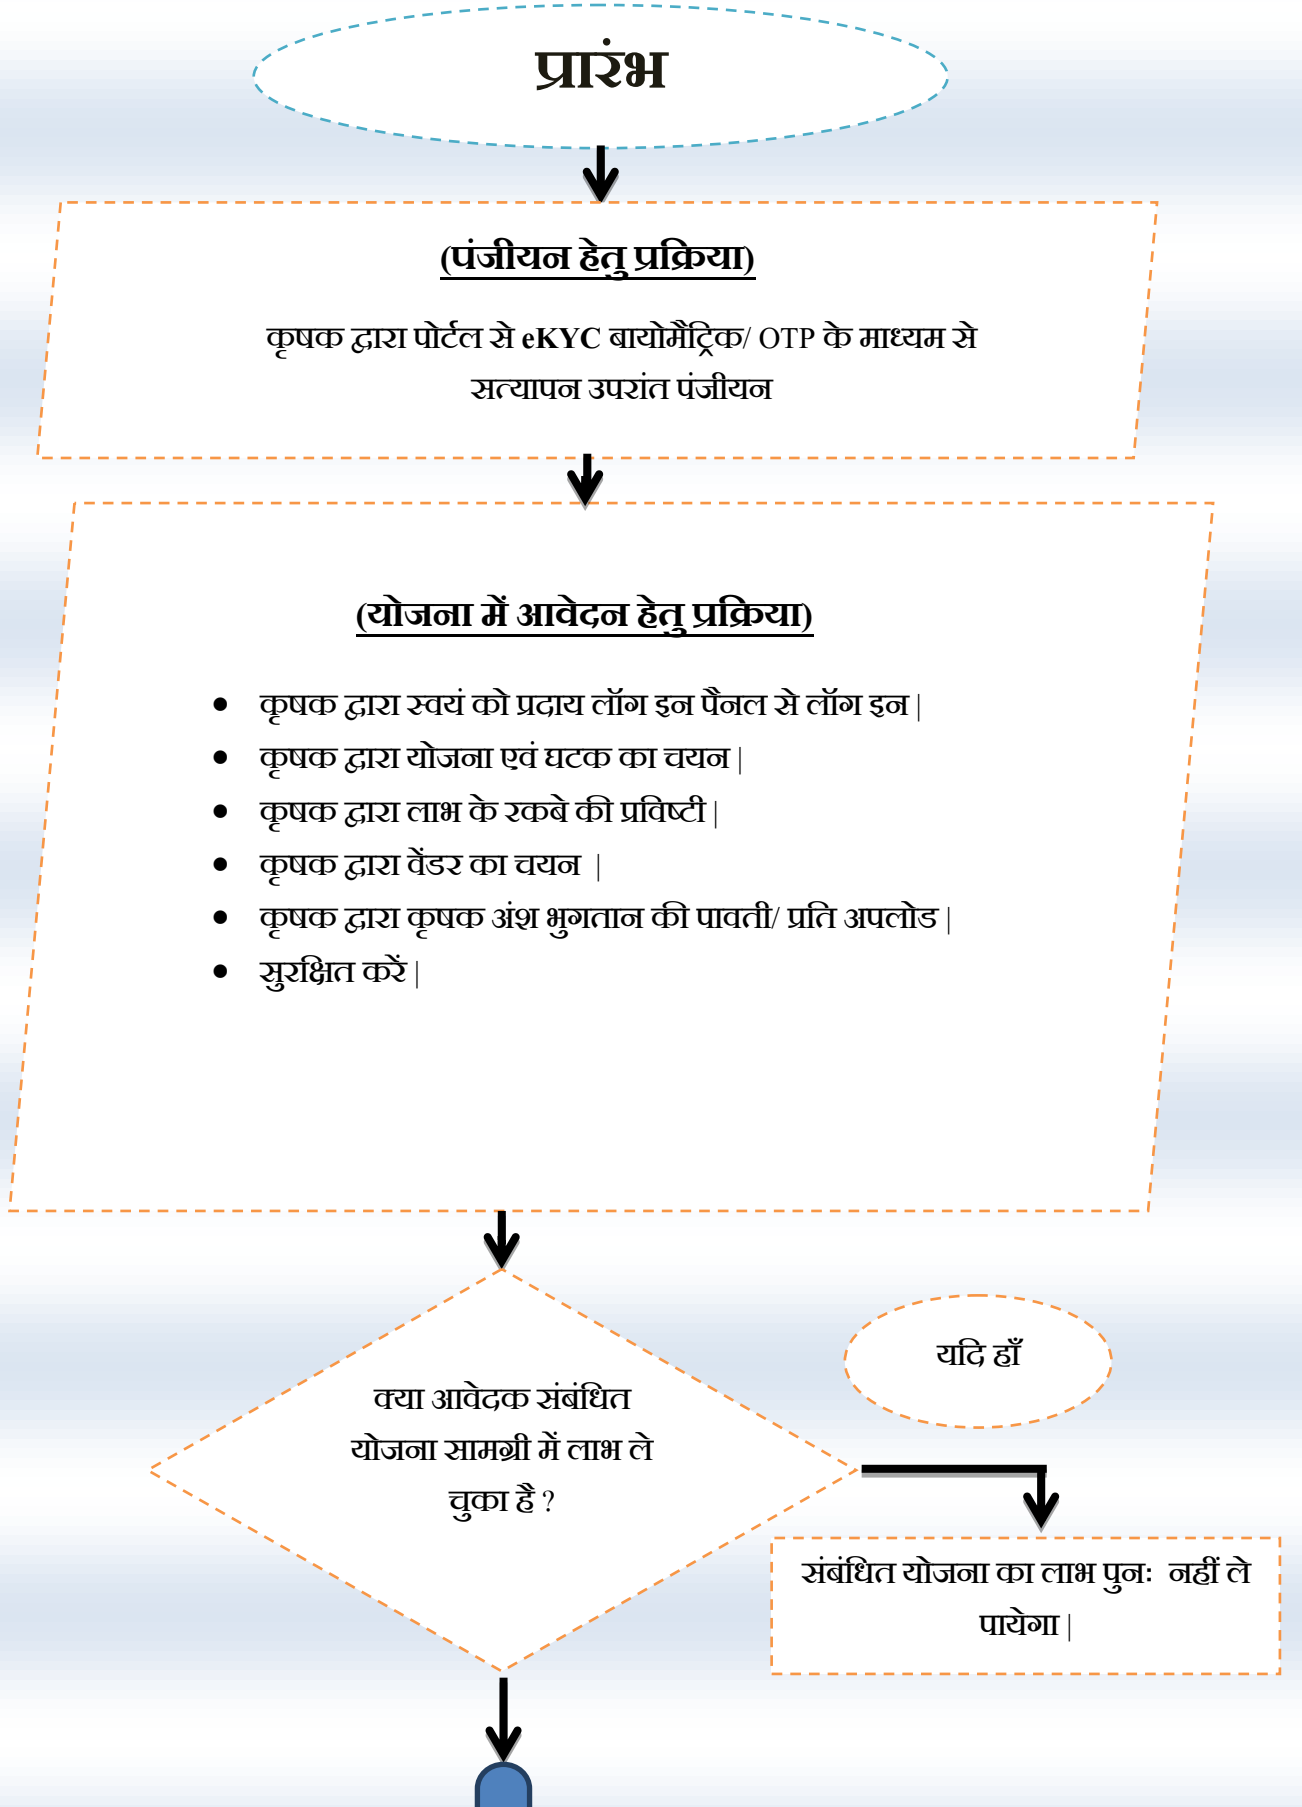 प्रारंभ
(पंजीयन हेतु प्रक्रिया)
कृषक द्वारा पोर्टल से eKYC बायोमैट्रिक/ OTP के माध्यम से
सत्यापन उपरांत पंजीयन
(योजना में आवेदन हेतु प्रक्रिया)
• कृषक द्वारा स्वयं को प्रदाय लॉग इन पैनल से लॉग इन |
• कृषक द्वारा योजना एवं घटक का चयन |
• कृषक द्वारा लाभ के रकबे की प्रविष्टी |
• कृषक द्वारा वेंडर का चयन |
• कृषक द्वारा कृषक अंश भुगतान की पावती/ प्रति अपलोड |
• सुरक्षित करें |
यदि हाँ
क्या आवेदक संबंधित
योजना सामग्री में लाभ ले
चुका है ?
संबंधित योजना का लाभ पुनः नहीं ले
पायेगा |